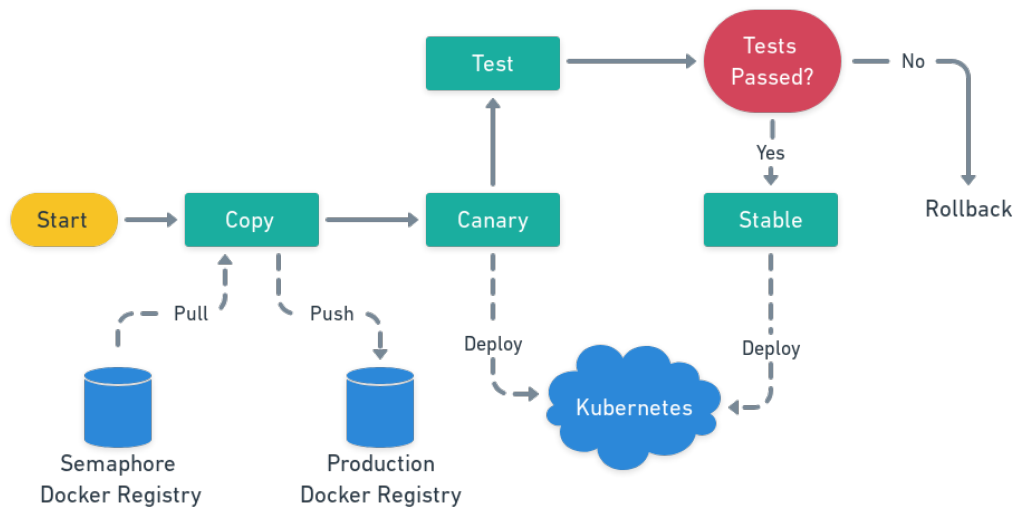 Test
Tests
Passed?
No
Yes
Start
Copy
Canary
Stable
Rollback
Pull
Push
Deploy
Deploy
Kubernetes
Semaphore
Docker Registry
Production
Docker Registry